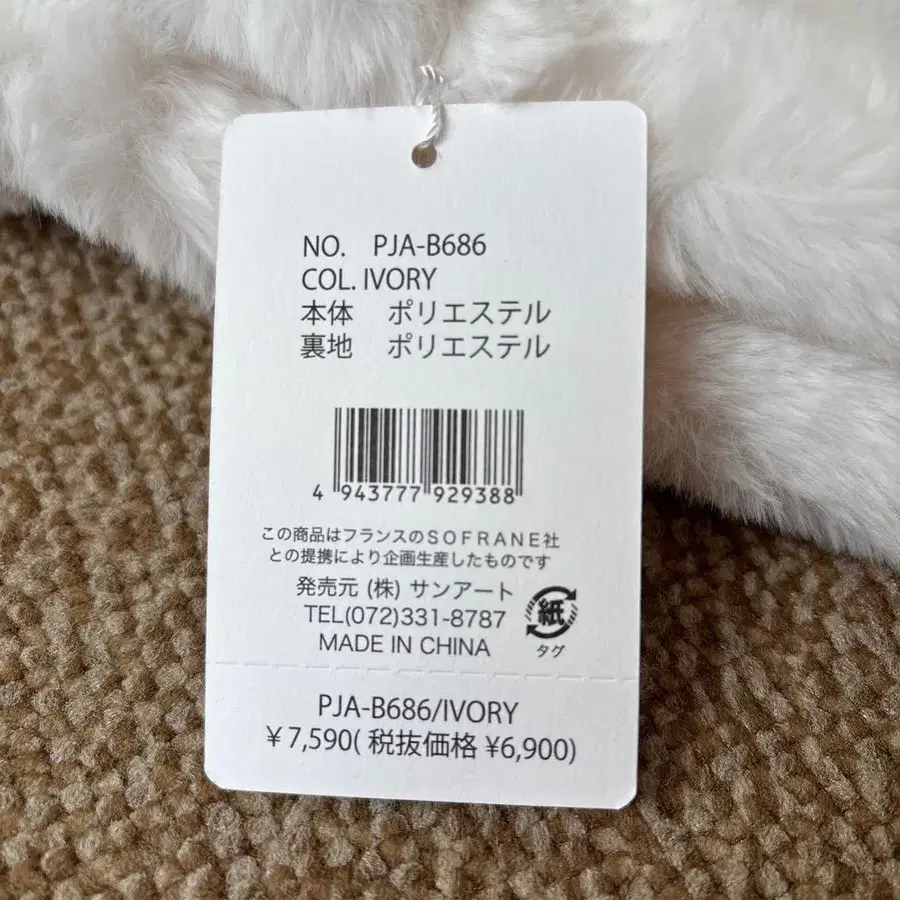 NO. PJA-B686
COL. IVORY
本体 ポリエステル
裏地 ポリエステル
4 943777 929388
この商品はフランスのSOFRANE社
との提携により企画生産したものです
発売元 (株) サンアート
TEL(072)331-8787
MADE IN CHINA
紙
タグ
PJA-B686/IVORY
¥7,590( 税抜価格 ¥6,900)